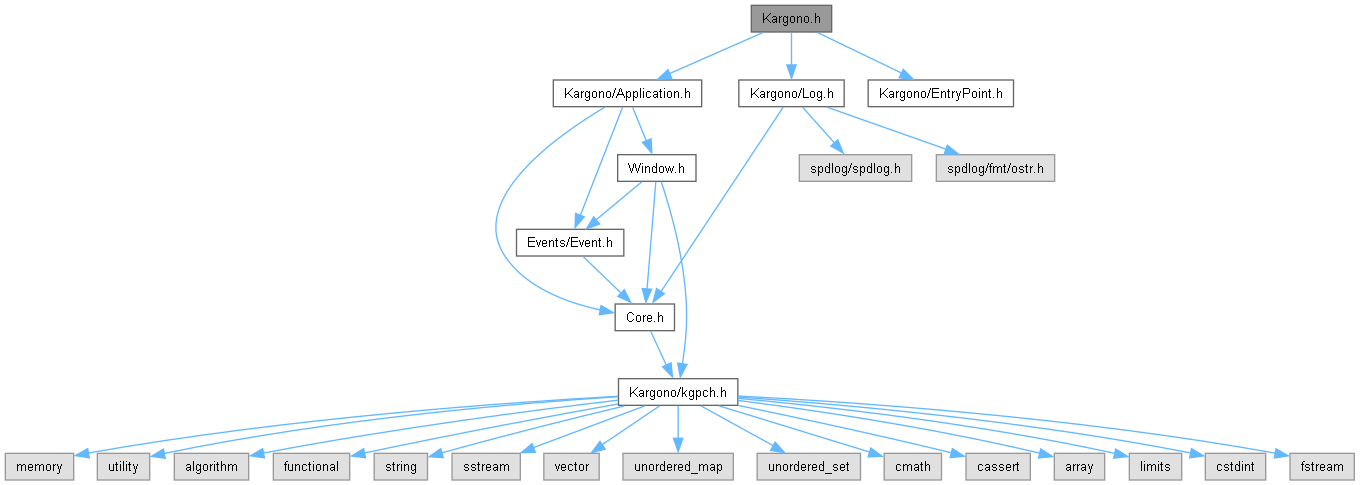 Kargono.h
Kargono/Application.h
Kargono/Log.h
Kargono/EntryPoint.h
Window.h
spdlog/spdlog.h
spdlog/fmt/ostr.h
Events/Event.h
Core.h
Kargono/kgpch.h
memory
utility
algorithm
functional
string
sstream
vector
unordered_map
unordered_set
cmath
cassert
array
limits
cstdint
fstream